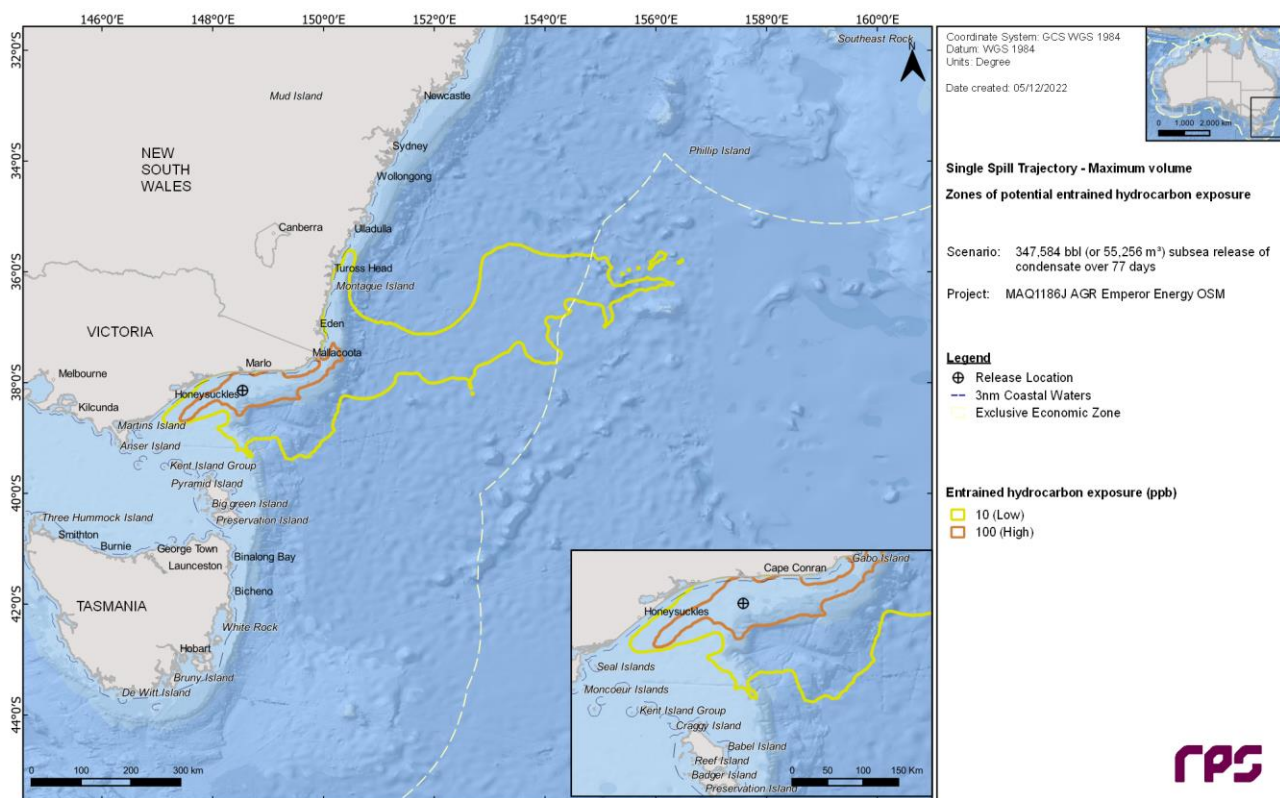 146°0'E 148°0'E 150°0'E 152°0'E 154°0'E 156°0'E 158°0'E 160°0'E
32°0'S
34°0'S
36°0'S
38°0'S
40°0'S
42°0'S
44°0'S
Southeast Rock
N
Mud Island
Newcastle
NEW
SOUTH
WALES
Sydney
Phillip Island
Wollongong
Canberra
Ulladulla
Tuross Head
Montague Island
Eden
VICTORIA
Mallacoota
Marlo
Melbourne
Honeysuckles
Kilcunda
Martins Island
Anser Island
Kent Island Group
Pyramid Island
Big green Island
Three Hummock Island
Preservation Island
Smithton
Burnie
George Town
Binalong Bay
Launceston
Bicheno
TASMANIA
White Rock
Hobart
Bruny Island
De Witt Island
0 100 200 300 Km
Gabo Island
Cape Conran
Honeysuckles
Seal Islands
Moncoeur Islands
Kent Island Group
Craggy Island
Babel Island
Reef Island
Badger Island
Preservation Island
0 50 100 150 Km
Coordinate System: GCS WGS 1984
Datum: WGS 1984
Units: Degree
Date created: 05/12/2022
0 1,000 2,000 km
Single Spill Trajectory - Maximum volume
Zones of potential entrained hydrocarbon exposure
Scenario: 347,584 bbl (or 55,256 m³) subsea release of
condensate over 77 days
Project: MAQ1186J AGR Emperor Energy OSM
Legend
Release Location
3nm Coastal Waters
Exclusive Economic Zone
Entrained hydrocarbon exposure (ppb)
10 (Low)
100 (High)
rps